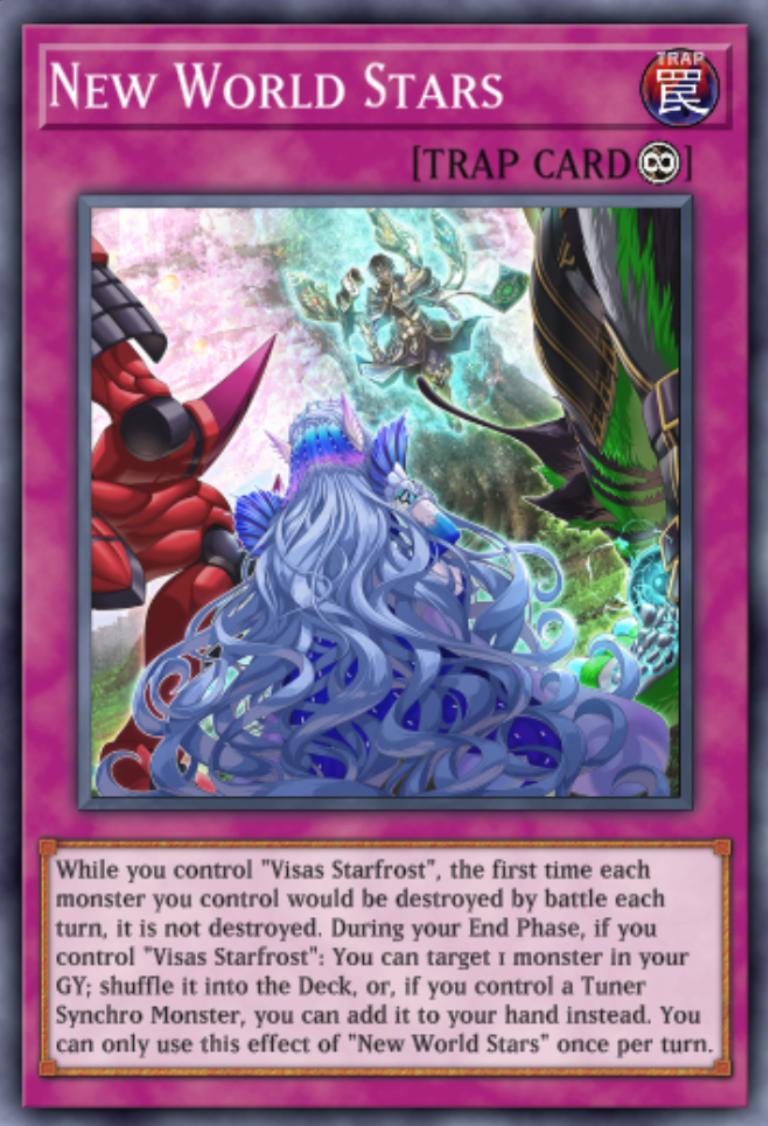 New World Stars
TRAP
罠
[TRAP CARD]
While you control "Visas Starfrost", the first time each
monster you control would be destroyed by battle each
turn, it is not destroyed. During your End Phase, if you
control "Visas Starfrost": You can target 1 monster in your
GY; shuffle it into the Deck, or, if you control a Tuner
Synchro Monster, you can add it to your hand instead. You
can only use this effect of "New World Stars" once per turn.